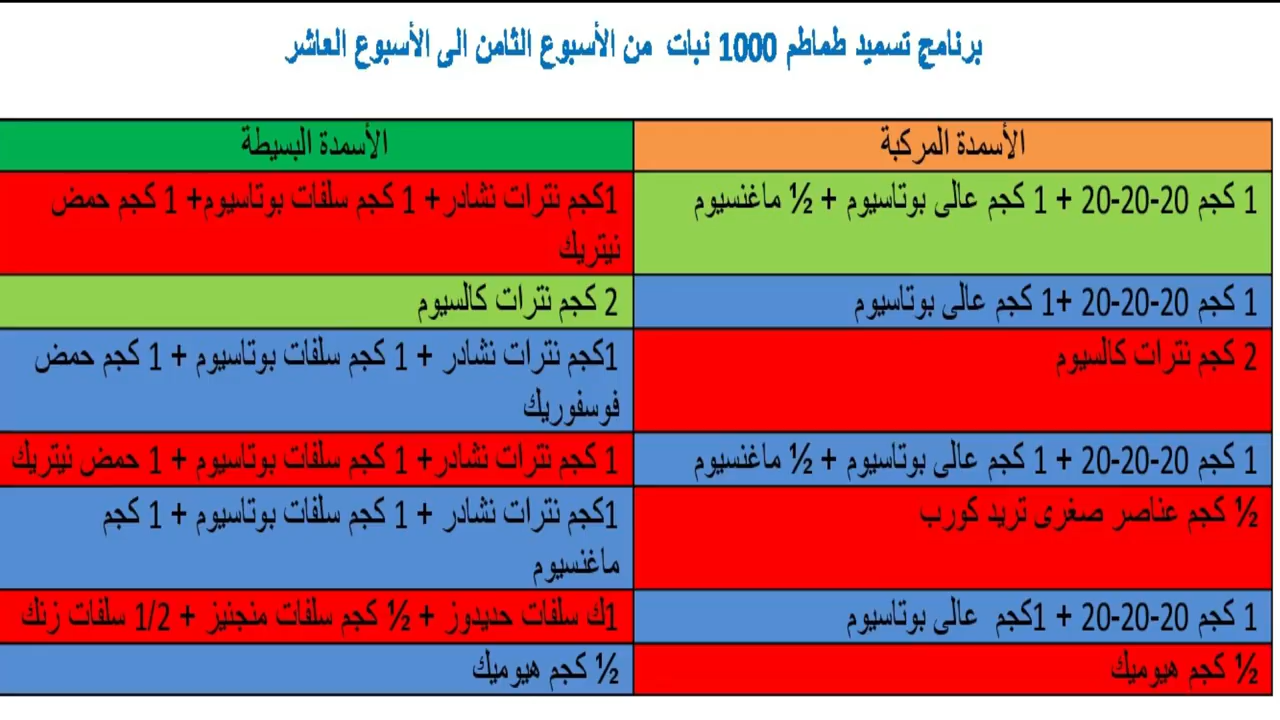 برنامج تسميد طماطم 1000 نبات من الأسبوع الثامن الى الأسبوع العاشر
الأسمدة المركبة
الأسمدة البسيطة
1 كجم 20-20-20 + 1 كجم عالى بوتاسيوم + ½ ماغنسيوم
1كجم نترات نشادر+ 1 كجم سلفات بوتاسيوم+ 1 كجم حمض
نيتريك
1 كجم 20-20-20 +1 كجم عالى بوتاسيوم
2 كجم نترات كالسيوم
2 كجم نترات كالسيوم
1كجم نترات نشادر + 1 كجم سلفات بوتاسيوم + 1 كجم حمض
فوسفوريك
1 كجم 20-20-20 + 1 كجم عالى بوتاسيوم + ½ ماغنسيوم
1 كجم نترات نشادر+ 1 كجم سلفات بوتاسيوم + 1 حمض نيتريك
½ كجم عناصر صغرى تريد كورب
1كجم نترات نشادر + 1 كجم سلفات بوتاسيوم + 1 كجم
ماغنسيوم
1 كجم 20-20-20 + 1كجم عالى بوتاسيوم
1ك سلفات حديدوز + ½ كجم سلفات منجنيز + 1/2 سلفات زنك
½ كجم هيوميك
½ كجم هيوميك